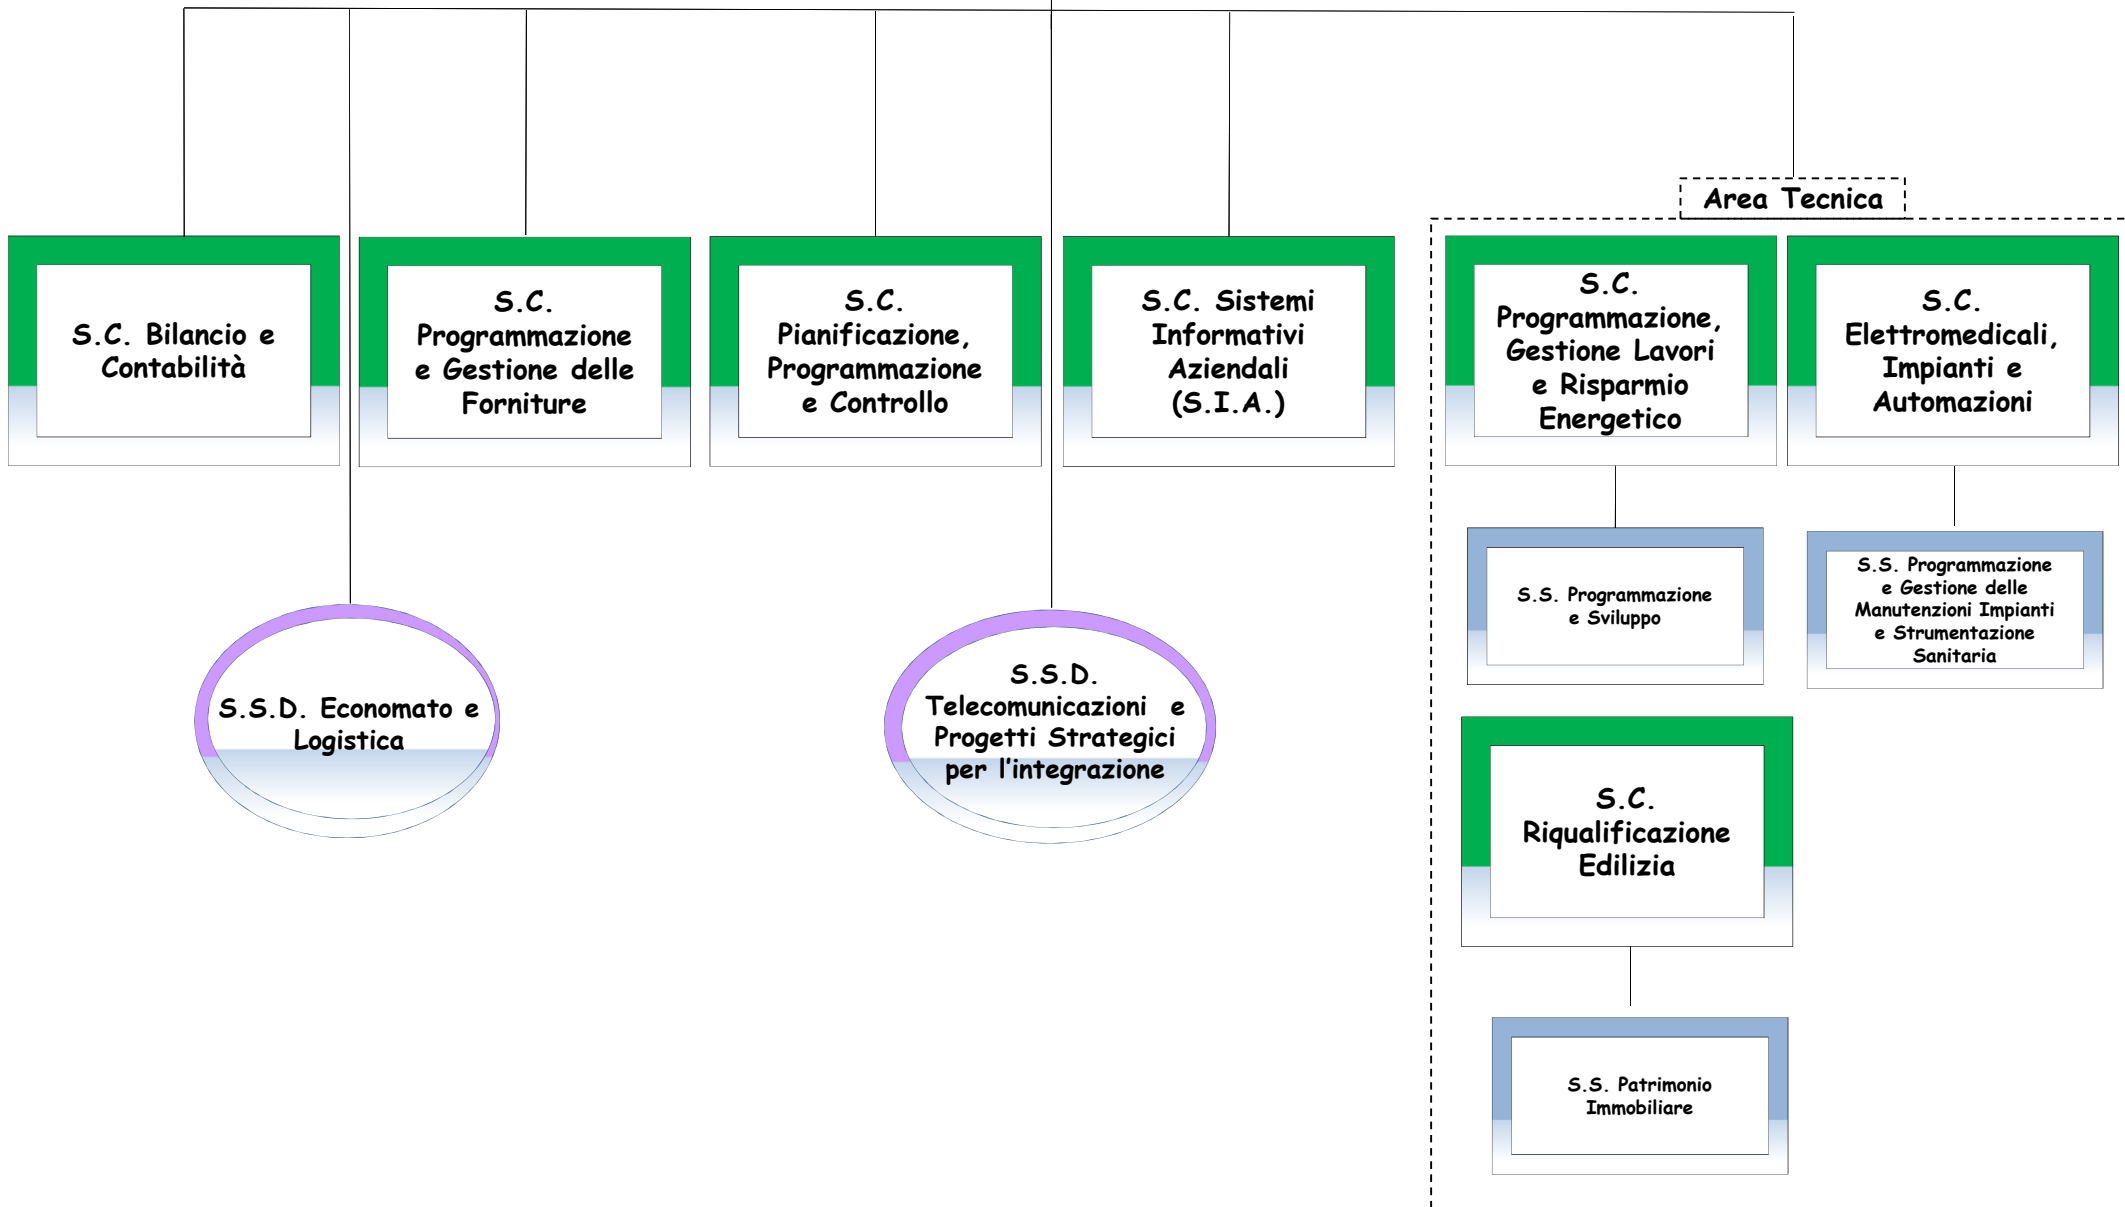 Area Tecnica
S.C. Bilancio e
Contabilità
S.C.
Programmazione
e Gestione delle
Forniture
S.C.
Pianificazione,
Programmazione
e Controllo
S.C. Sistemi
Informativi
Aziendali
(S.I.A.)
S.C.
Programmazione,
Gestione Lavori
e Risparmio
Energetico
S.C.
Elettromedicali,
Impianti e
Automazioni
S.S. Programmazione
e Sviluppo
S.S. Programmazione
e Gestione delle
Manutenzioni Impianti
e Strumentazione
Sanitaria
S.S.D. Economato e
Logistica
S.S.D.
Telecomunicazioni e
Progetti Strategici
per l'integrazione
S.C.
Riqualificazione
Edilizia
S.S. Patrimonio
Immobiliare